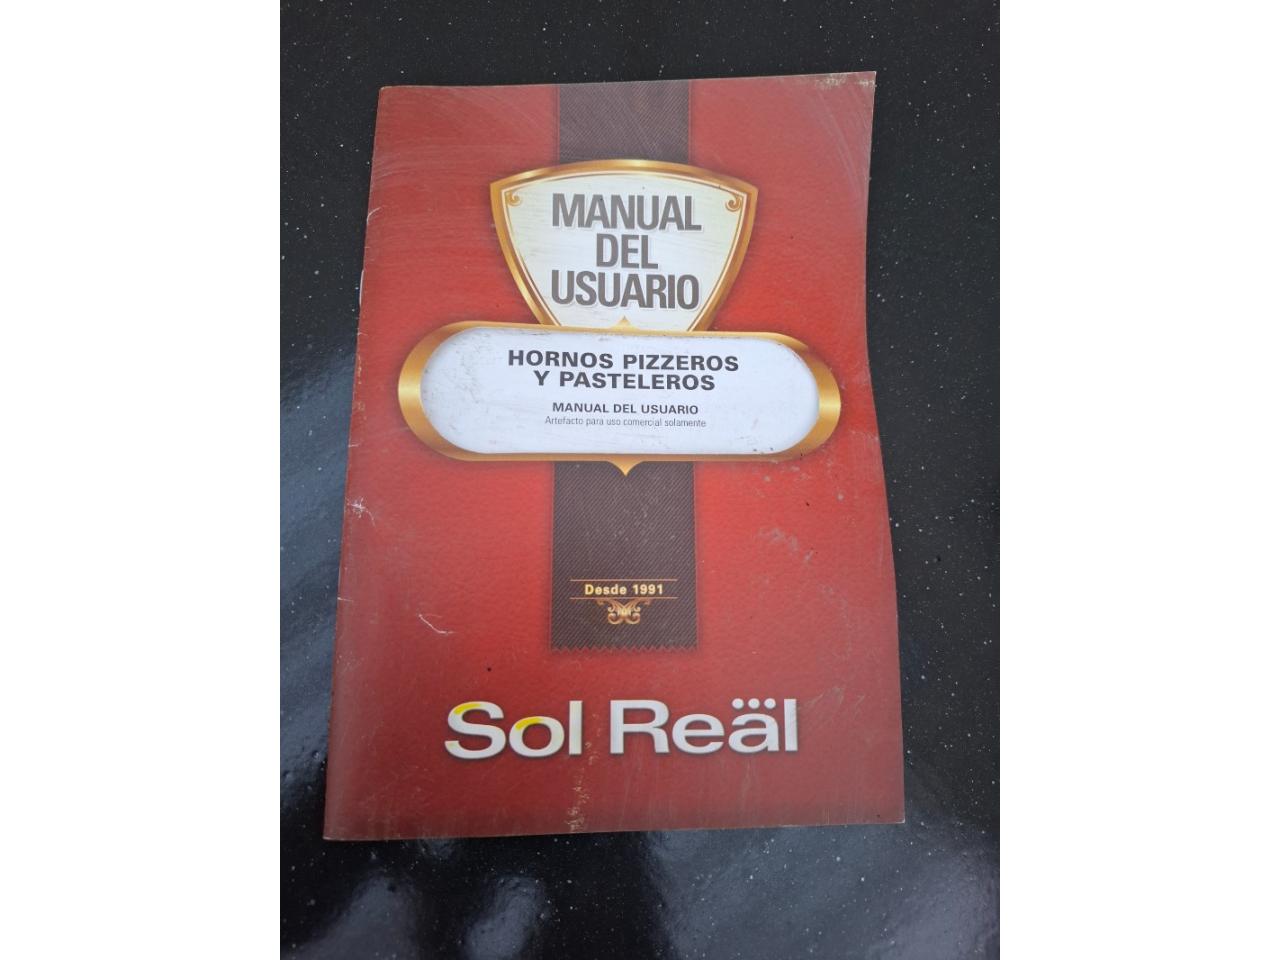 MANUAL
DEL
USUARIO
HORNOS PIZZEROS
Y PASTELEROS
MANUAL DEL USUARIO
Artefacto para uso comercial solamente
Desde 1991
Sol Reäl